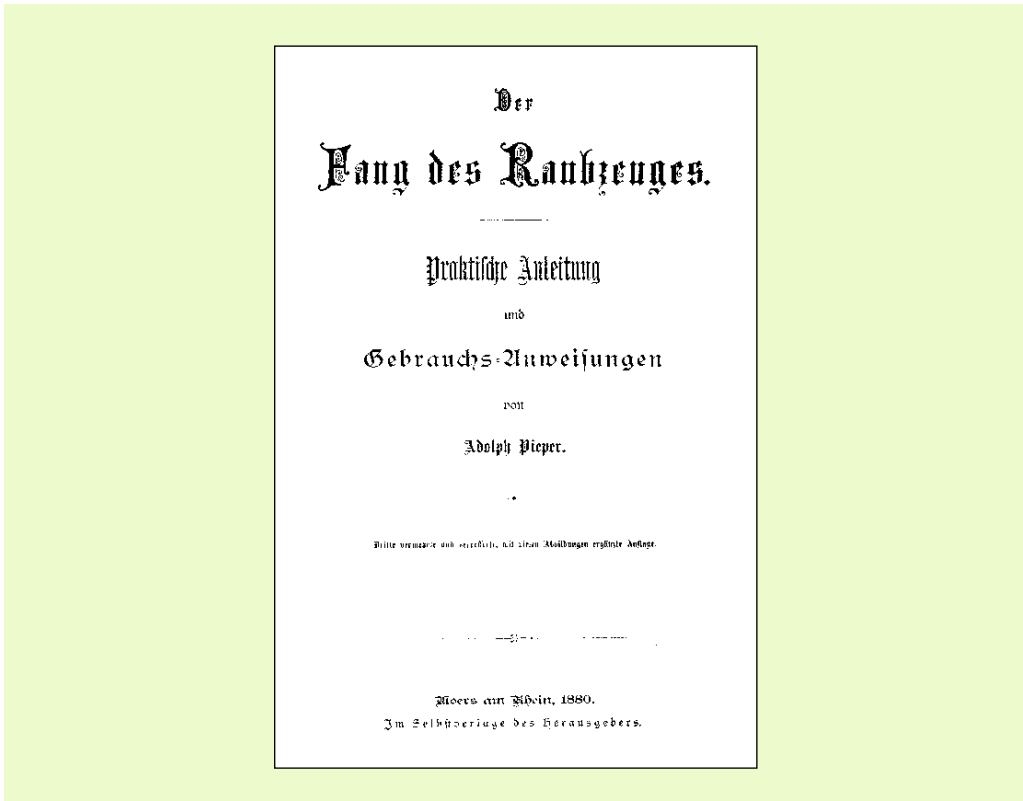 Der
Fang des Raubzeuges.
Praktische Anleitung
und
Gebrauchs-Anweisungen
von
Adolph Pieper.
Dritte vermehrte und verbesserte, mit vielen Abbildungen ergänzte Auflage.
Moers am Rhein, 1880.
Im Selbstverlage des Herausgebers.